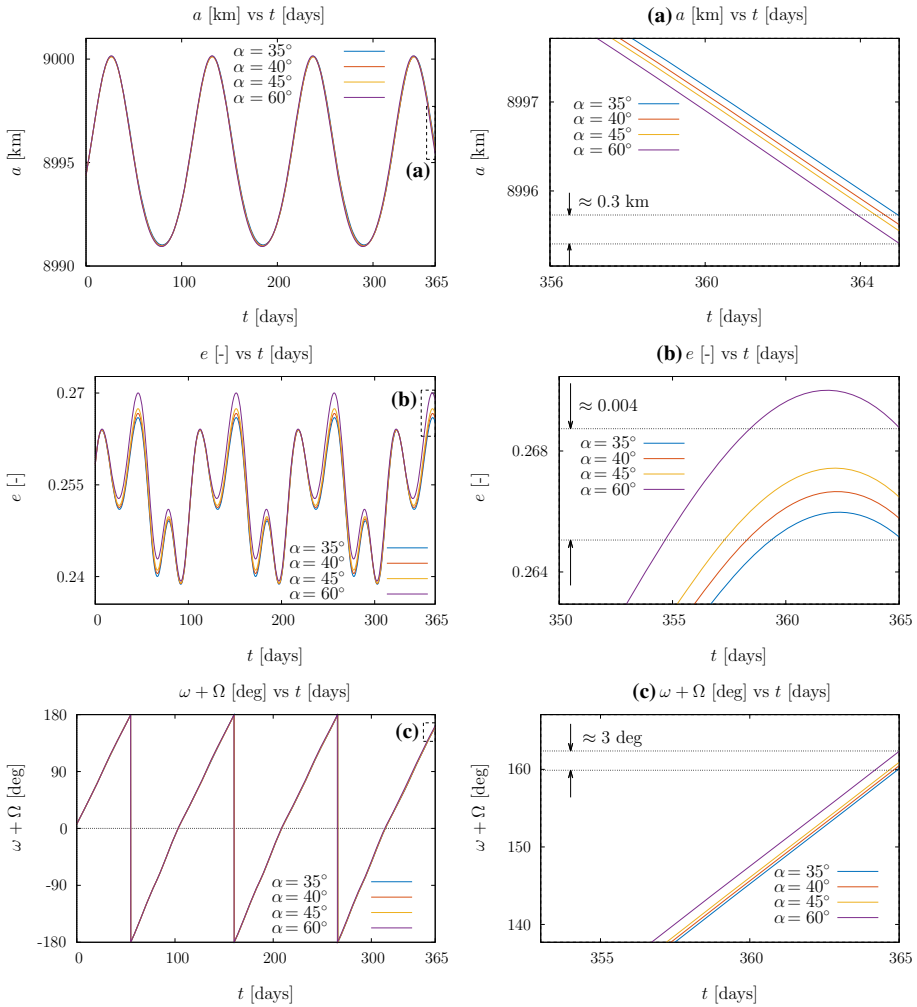 a [km] vs t [days]
9000
8995
8990
a [km]
α = 35°
α = 40°
α = 45°
α = 60°
(a)
0
100
200
300
365
t [days]
(a) a [km] vs t [days]
8997
8996
a [km]
α = 35°
α = 40°
α = 45°
α = 60°
≈ 0.3 km
356
360
364
t [days]
e [-] vs t [days]
0.27
0.255
0.24
e [-]
(b)
α = 35°
α = 40°
α = 45°
α = 60°
0
100
200
300
365
t [days]
(b) e [-] vs t [days]
0.268
0.264
e [-]
≈ 0.004
α = 35°
α = 40°
α = 45°
α = 60°
350
355
360
365
t [days]
ω + Ω [deg] vs t [days]
180
90
0
-90
-180
ω + Ω [deg]
(c)
α = 35°
α = 40°
α = 45°
α = 60°
0
100
200
300
365
t [days]
(c) ω + Ω [deg] vs t [days]
160
150
140
ω + Ω [deg]
≈ 3 deg
α = 35°
α = 40°
α = 45°
α = 60°
355
360
365
t [days]